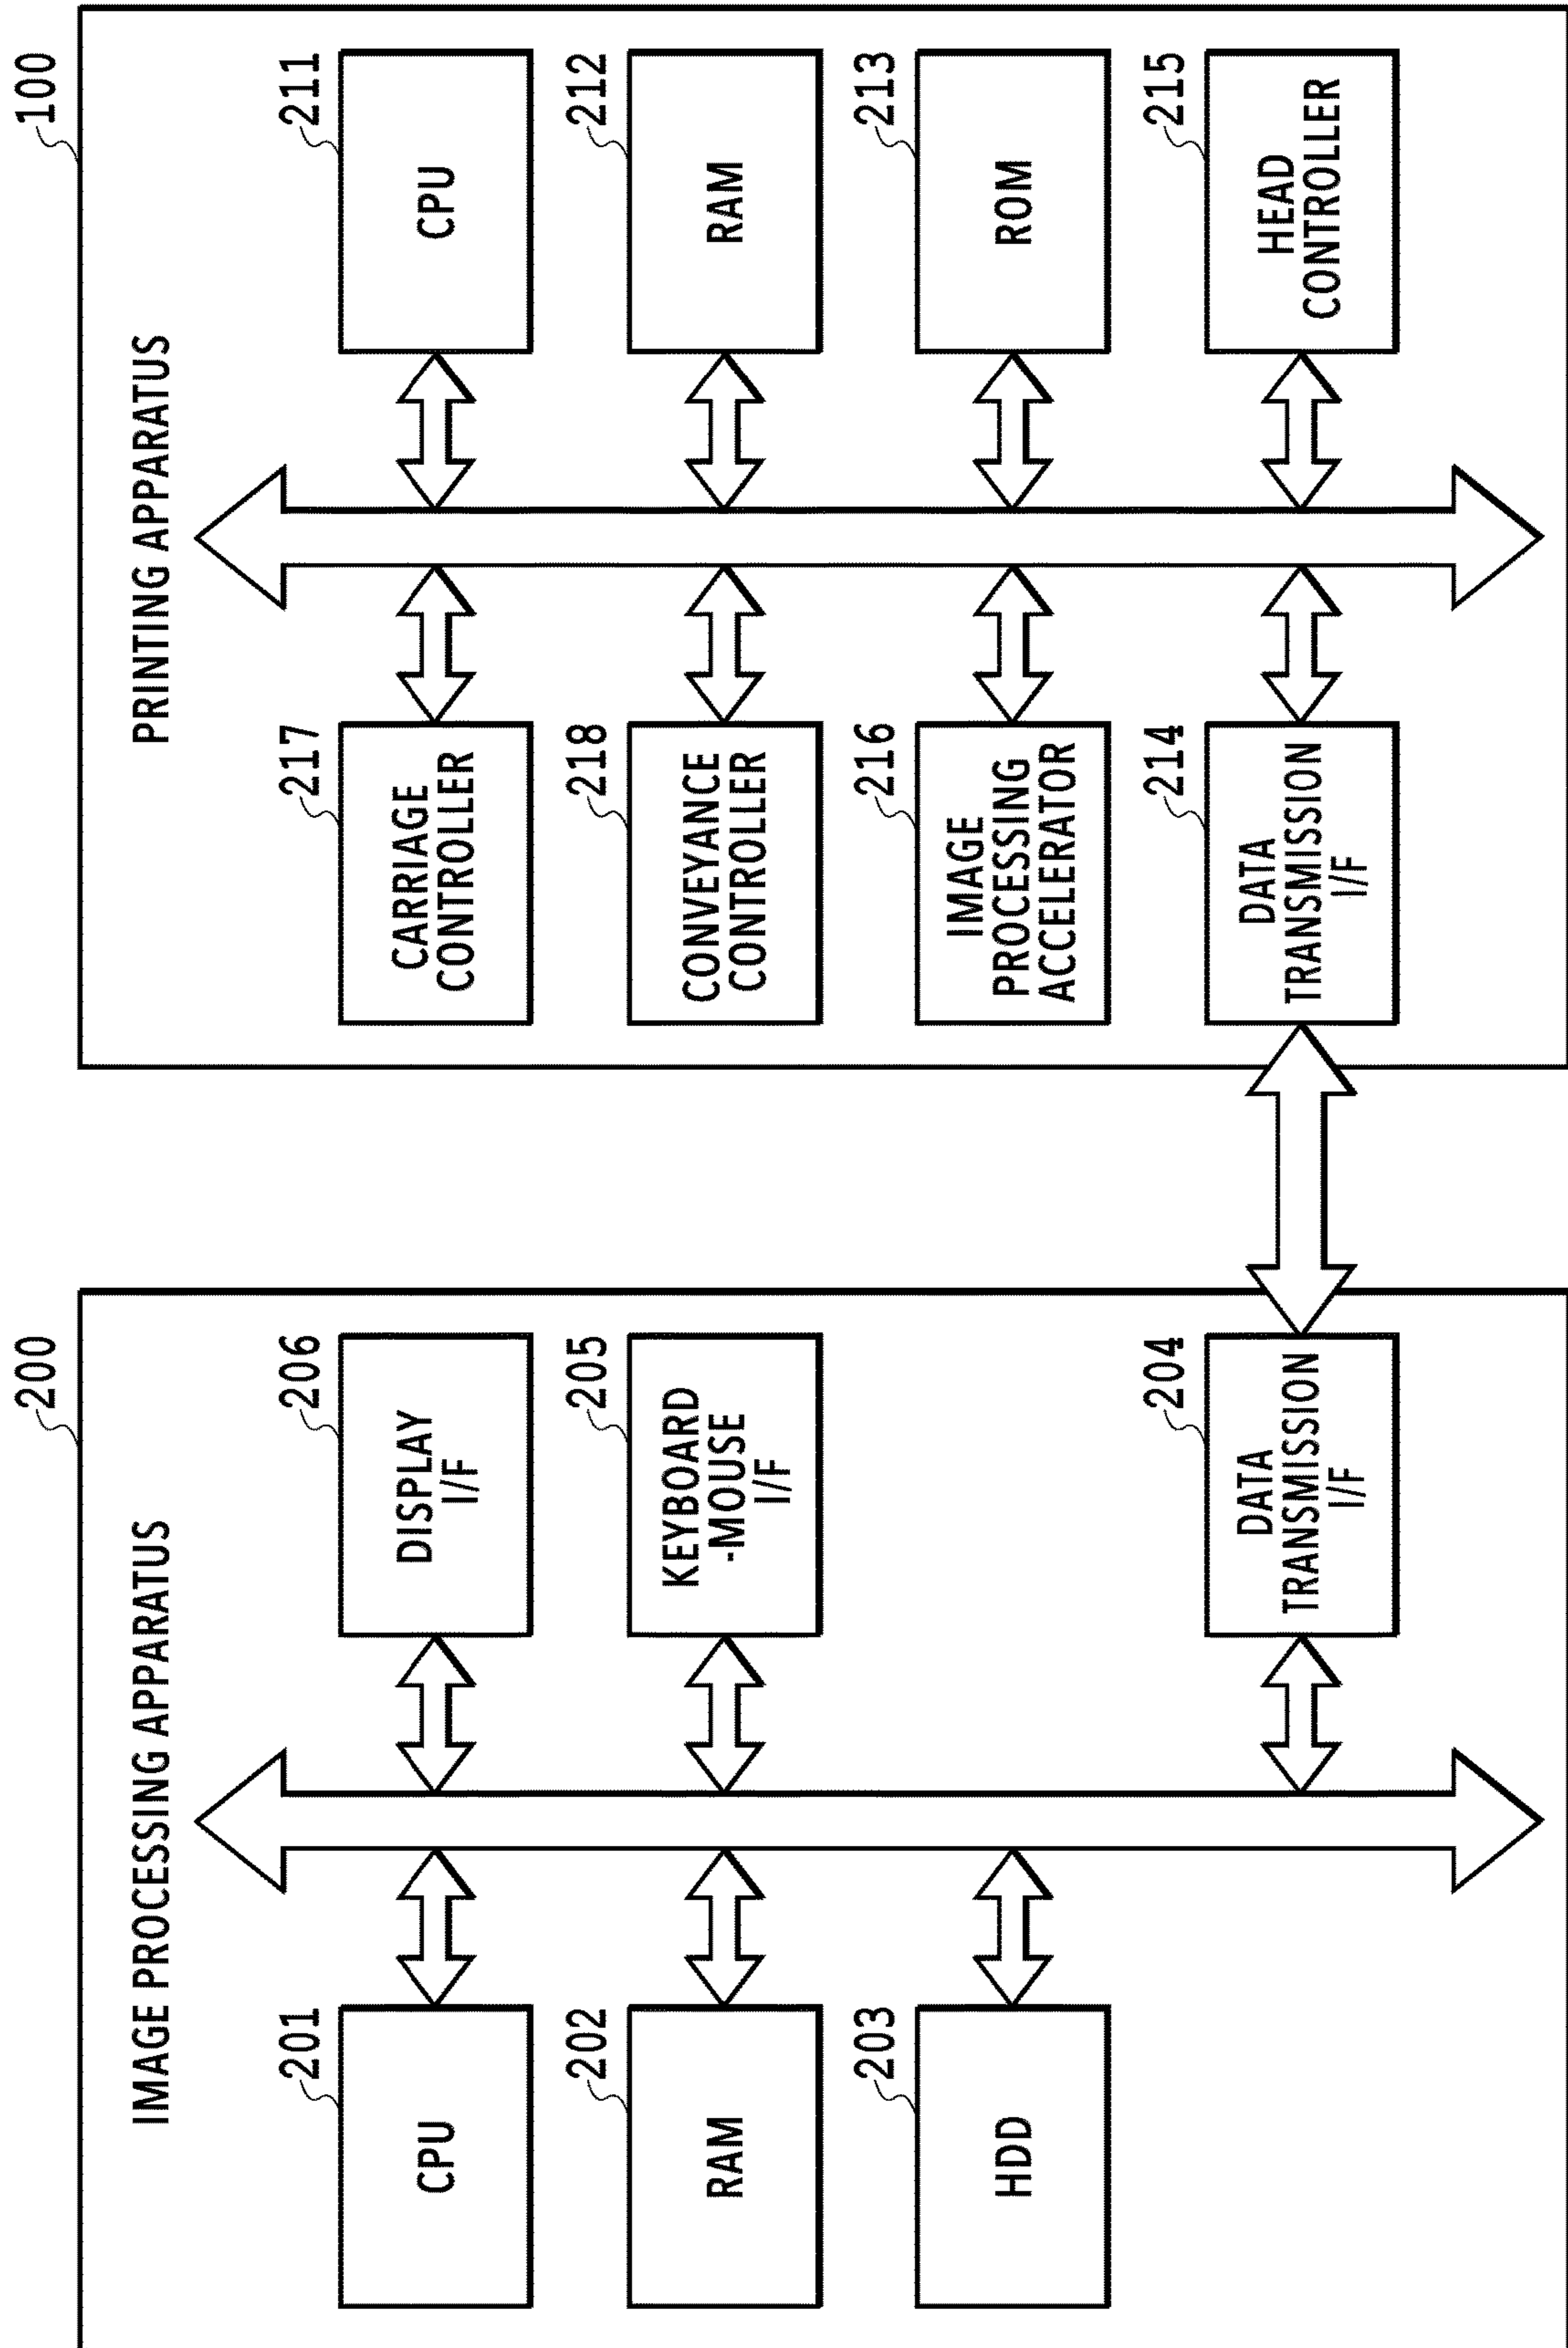 200
IMAGE PROCESSING APPARATUS
201
CPU
202
RAM
203
HDD
206
DISPLAY
I/F
205
KEYBOARD
-MOUSE
I/F
204
DATA
TRANSMISSION
I/F
100
PRINTING APPARATUS
217
CARRIAGE
CONTROLLER
218
CONVEYANCE
CONTROLLER
216
IMAGE
PROCESSING
ACCELERATOR
214
DATA
TRANSMISSION
I/F
211
CPU
212
RAM
213
ROM
215
HEAD
CONTROLLER